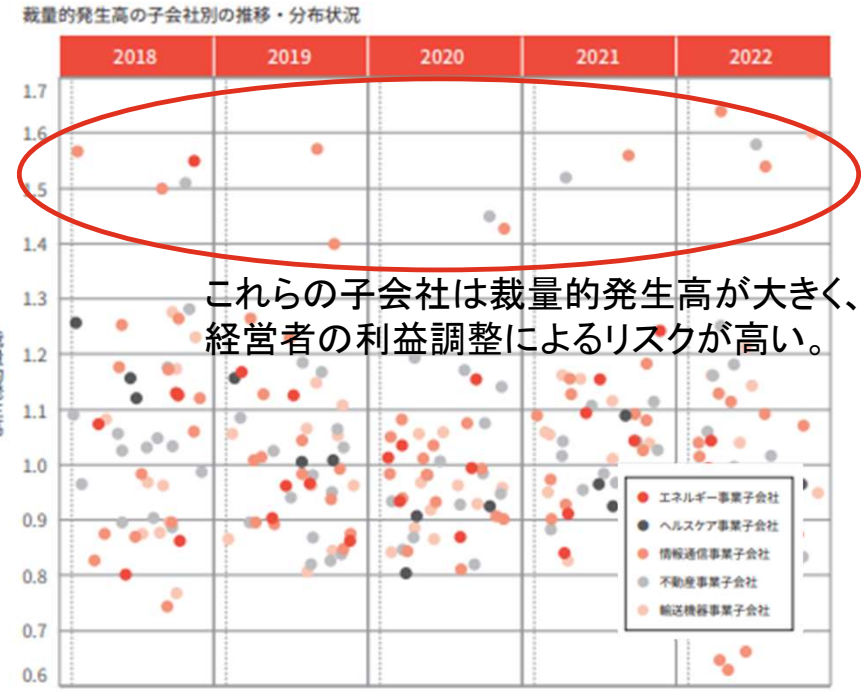 裁量的発生高の子会社別の推移・分布状況
2018 2019 2020 2021 2022
1.7
1.6
1.5
1.4
1.3
1.2
1.1
1.0
0.9
0.8
0.7
0.6
これらの子会社は裁量的発生高が大きく、
経営者の利益調整によるリスクが高い。
エネルギー事業子会社
ヘルスケア事業子会社
情報通信事業子会社
不動産事業子会社
輸送機器事業子会社